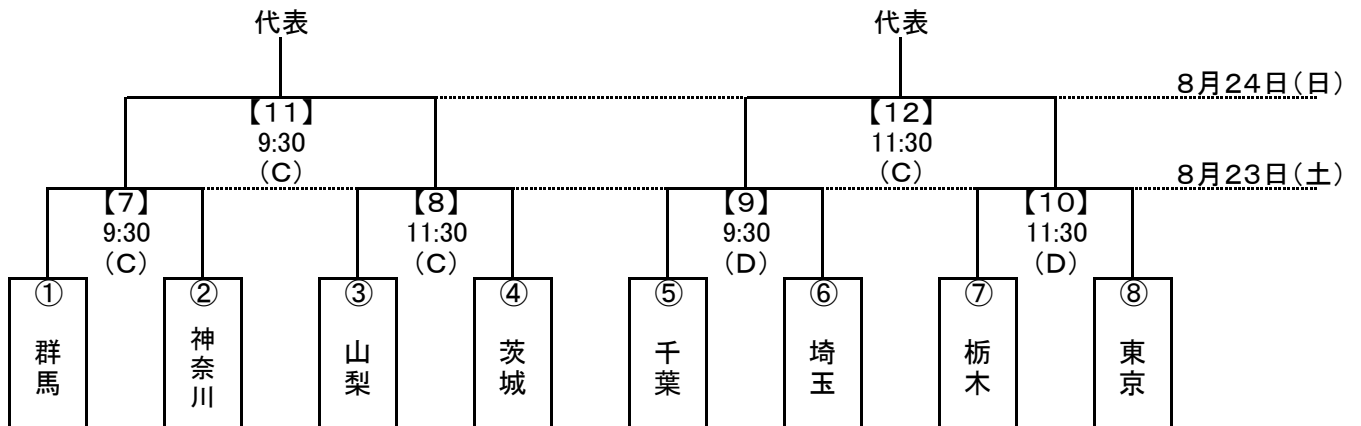 代表 代表
8月24日(日)
【11】 【12】
9:30 11:30
(C) (C)
8月23日(土)
【7】 【8】 【9】 【10】
9:30 11:30 9:30 11:30
(C) (C) (D) (D)
① ② ③ ④ ⑤ ⑥ ⑦ ⑧
群馬 神奈川 山梨 茨城 千葉 埼玉 栃木 東京